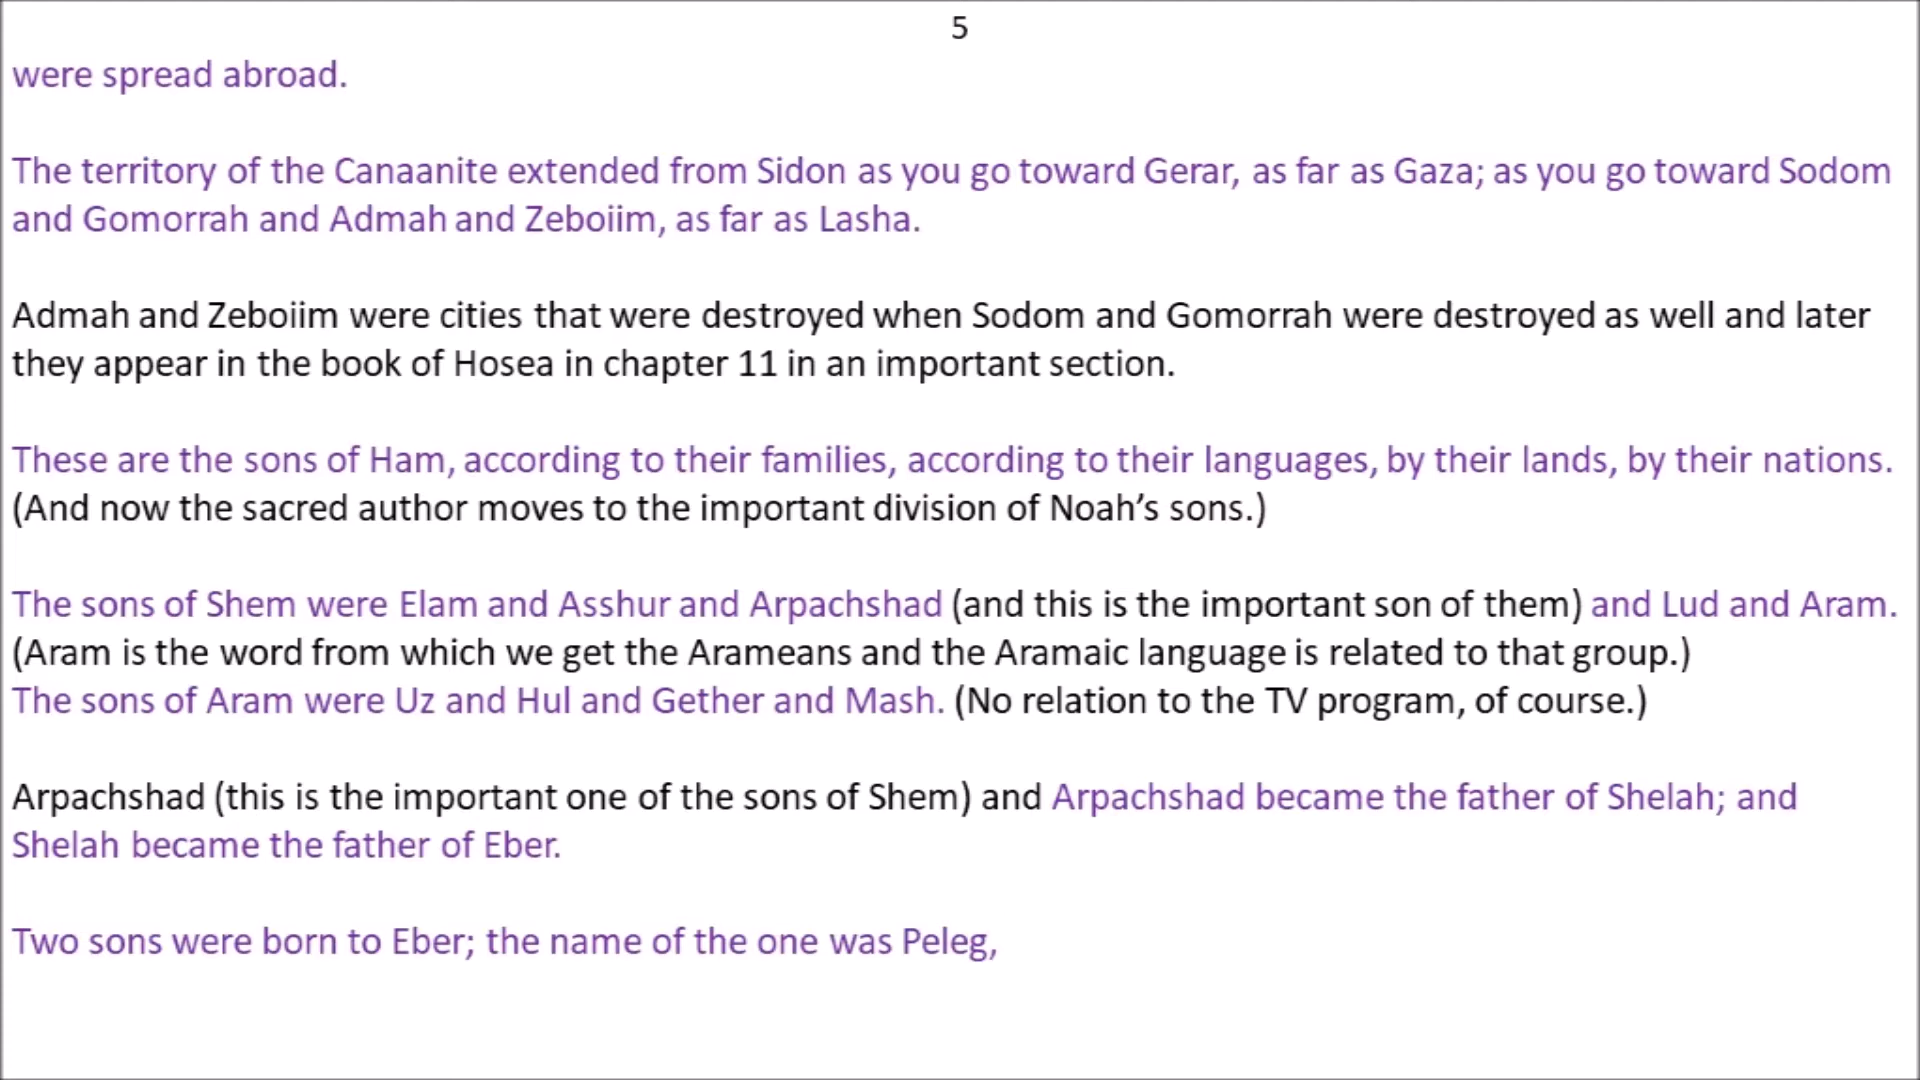 5
were spread abroad.
The territory of the Canaanite extended from Sidon as you go toward Gerar, as far as Gaza; as you go toward Sodom
and Gomorrah and Admah and Zeboiim, as far as Lasha.
Admah and Zeboiim were cities that were destroyed when Sodom and Gomorrah were destroyed as well and later
they appear in the book of Hosea in chapter 11 in an important section.
These are the sons of Ham, according to their families, according to their languages, by their lands, by their nations.
(And now the sacred author moves to the important division of Noah’s sons.)
The sons of Shem were Elam and Asshur and Arpachshad (and this is the important son of them) and Lud and Aram.
(Aram is the word from which we get the Arameans and the Aramaic language is related to that group.)
The sons of Aram were Uz and Hul and Gether and Mash. (No relation to the TV program, of course.)
Arpachshad (this is the important one of the sons of Shem) and Arpachshad became the father of Shelah; and
Shelah became the father of Eber.
Two sons were born to Eber; the name of the one was Peleg,